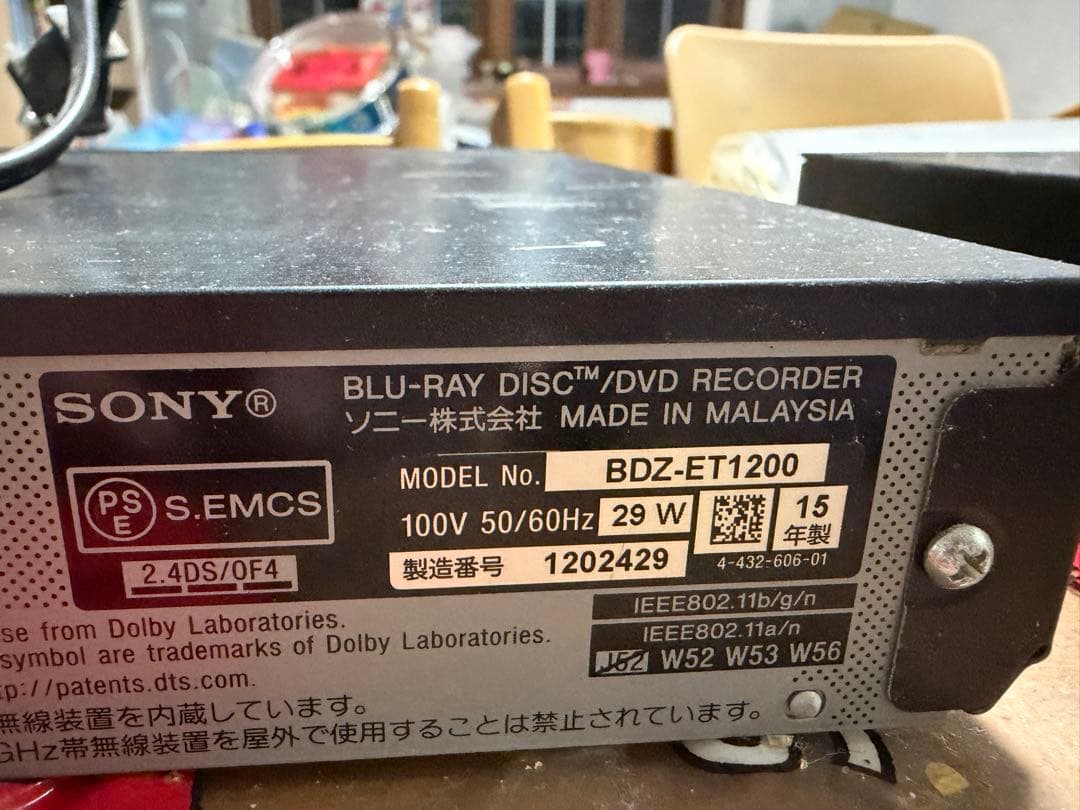 SONY®
BLU-RAY DISC™/DVD RECORDER
ソニー株式会社 MADE IN MALAYSIA
MODEL No. BDZ-ET1200
100V 50/60Hz 29 W
15
年製
製造番号 1202429
4-432-606-01
PS
E
S.EMCS
2.4DS/OF4
IEEE802.11b/g/n
IEEE802.11a/n
J52 W52 W53 W56
se from Dolby Laboratories.
symbol are trademarks of Dolby Laboratories.
tp://patents.dts.com.
無線装置を内蔵しています。
GHz帯無線装置を屋外で使用することは禁止されています。